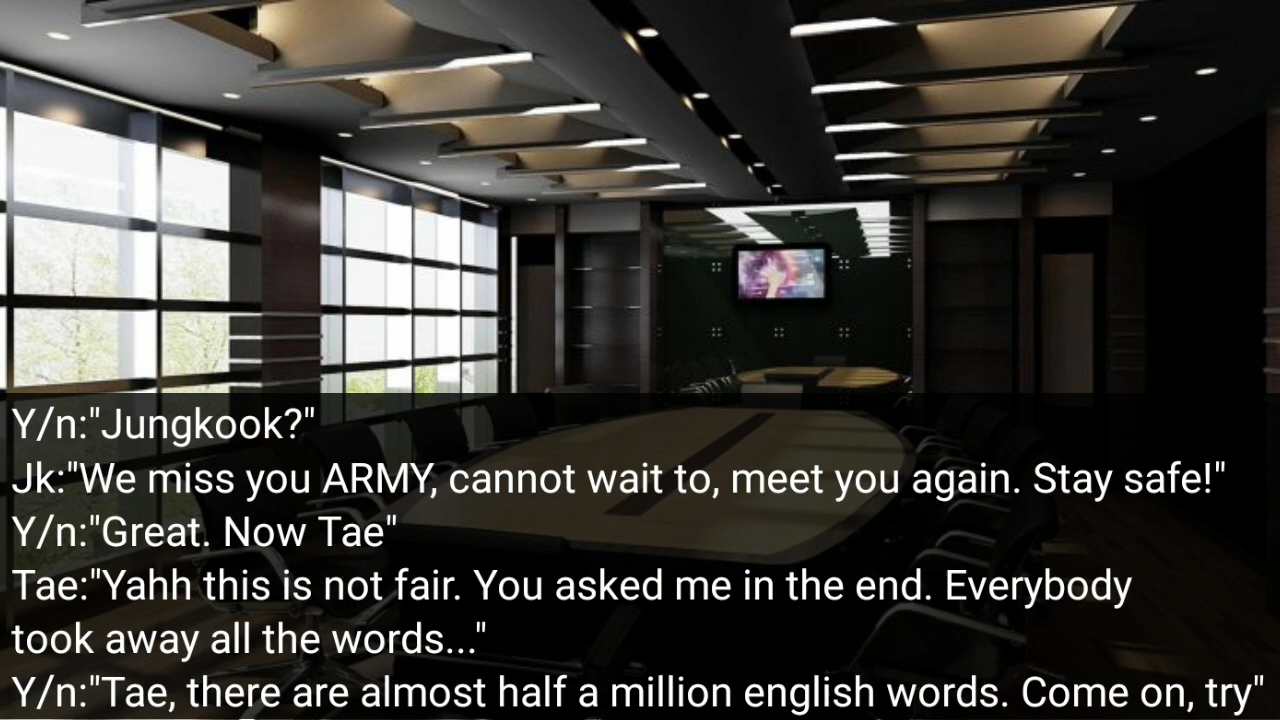 Y/n:"Jungkook?"
Jk:"We miss you ARMY, cannot wait to, meet you again. Stay safe!"
Y/n:"Great. Now Tae"
Tae:"Yahh this is not fair. You asked me in the end. Everybody
took away all the words..."
Y/n:"Tae, there are almost half a million english words. Come on, try"